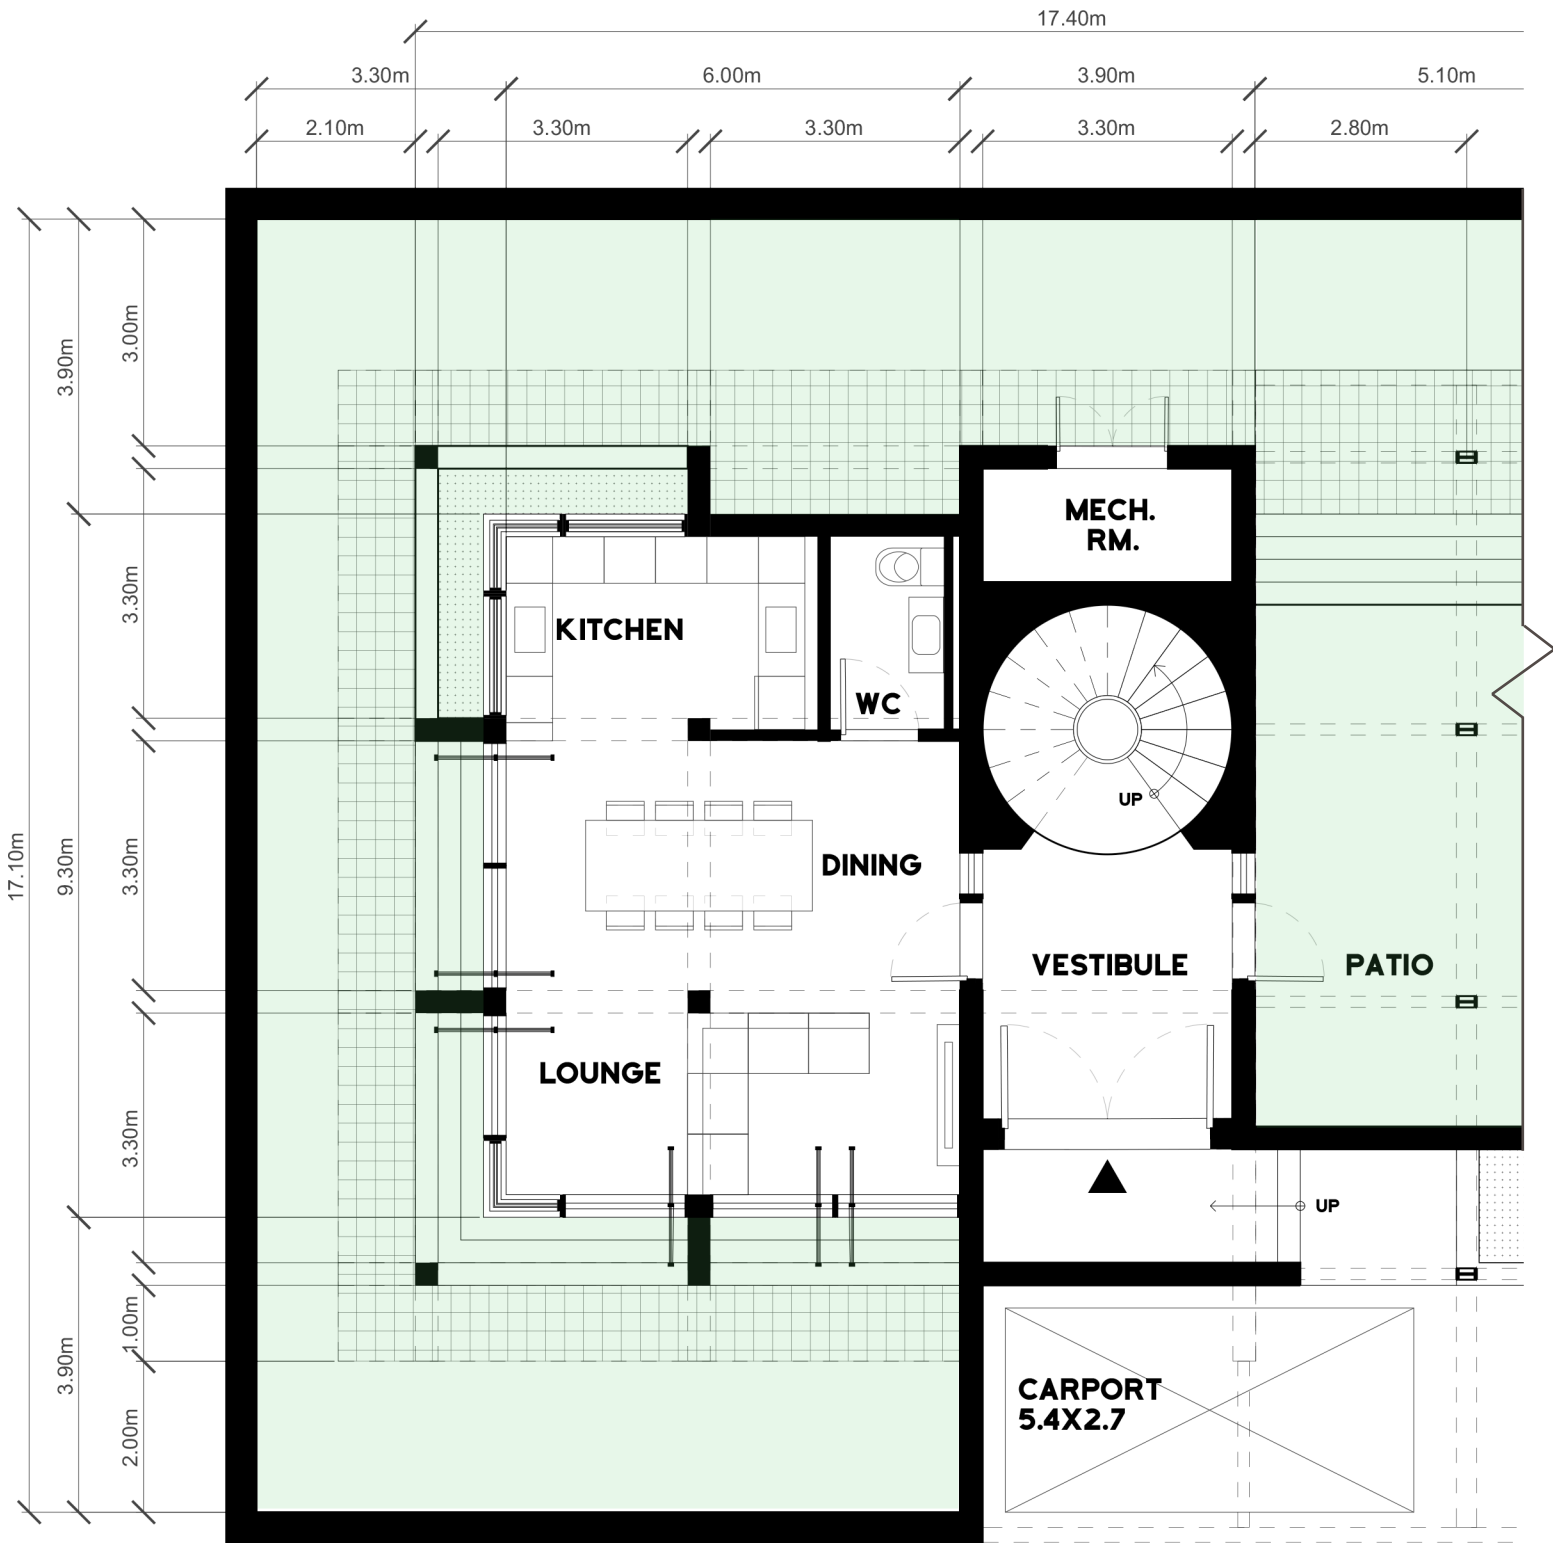 17.40m
3.30m
6.00m
3.90m
5.10m
2.10m
3.30m
3.30m
3.30m
2.80m
3.00m
3.90m
MECH.
RM.
3.30m
KITCHEN
WC
UP
17.10m
9.30m
3.30m
DINING
VESTIBULE
PATIO
LOUNGE
3.30m
UP
1.00m
3.90m
CARPORT
5.4X2.7
2.00m